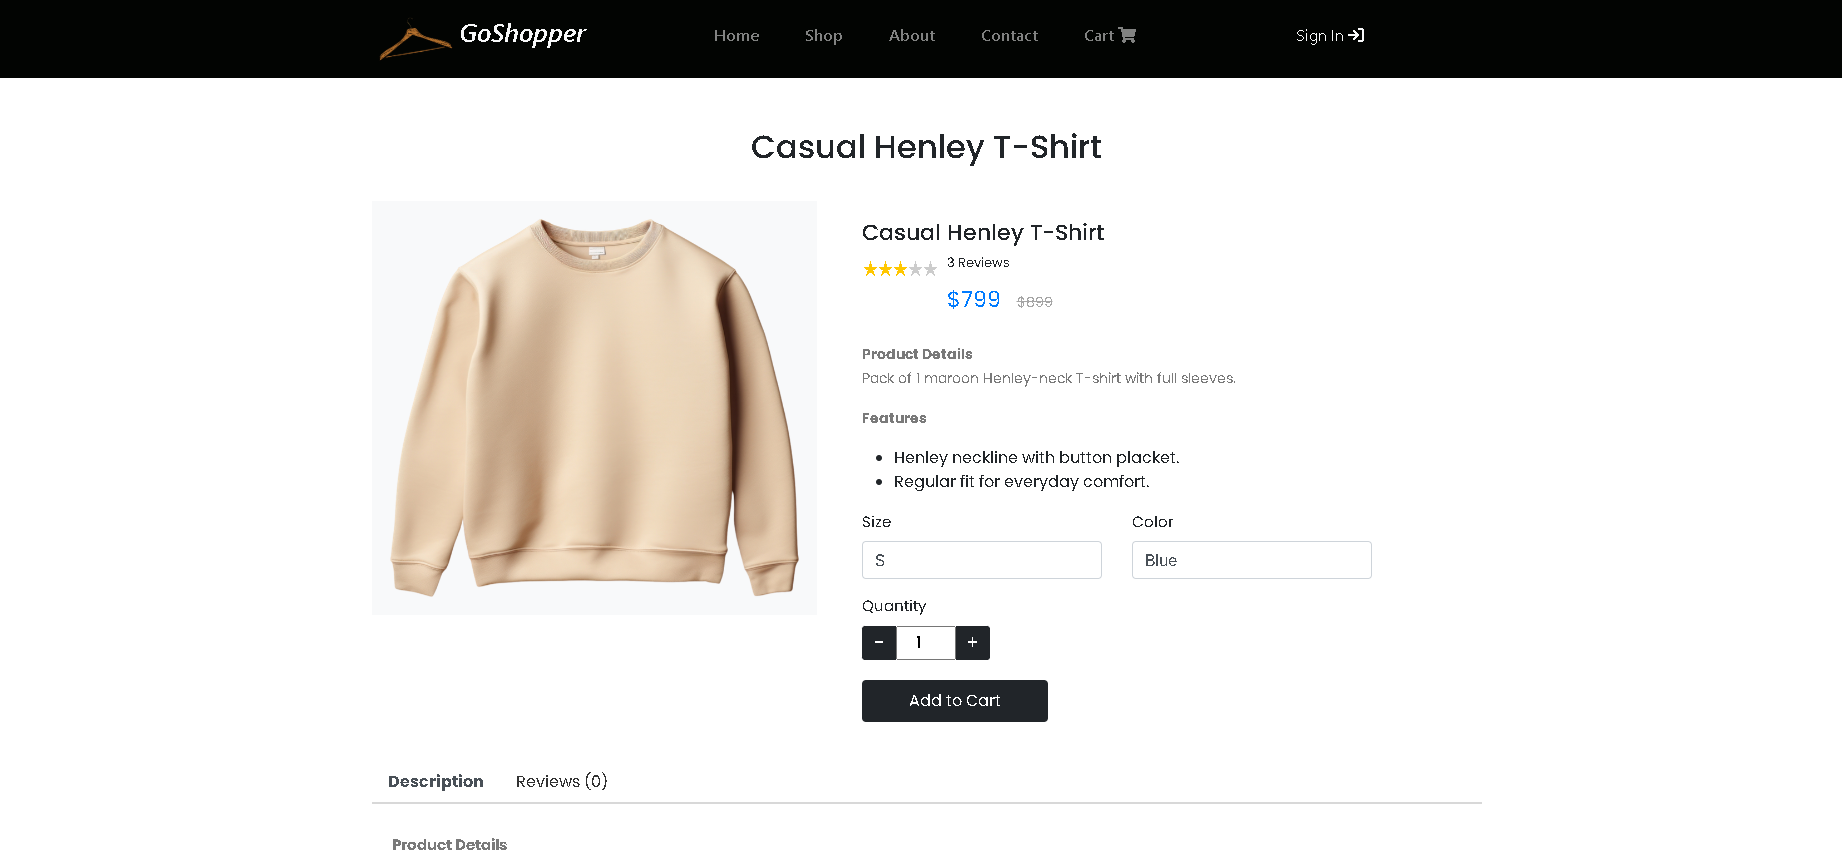 GoShopper
Home Shop About Contact Cart Sign In
Casual Henley T-Shirt
Casual Henley T-Shirt
3 Reviews
$799 $899
Product Details
Pack of 1 maroon Henley-neck T-shirt with full sleeves.
Features
• Henley neckline with button placket.
• Regular fit for everyday comfort.
Size Color
S Blue
Quantity
- 1 +
Add to Cart
Description Reviews (0)
Product Details